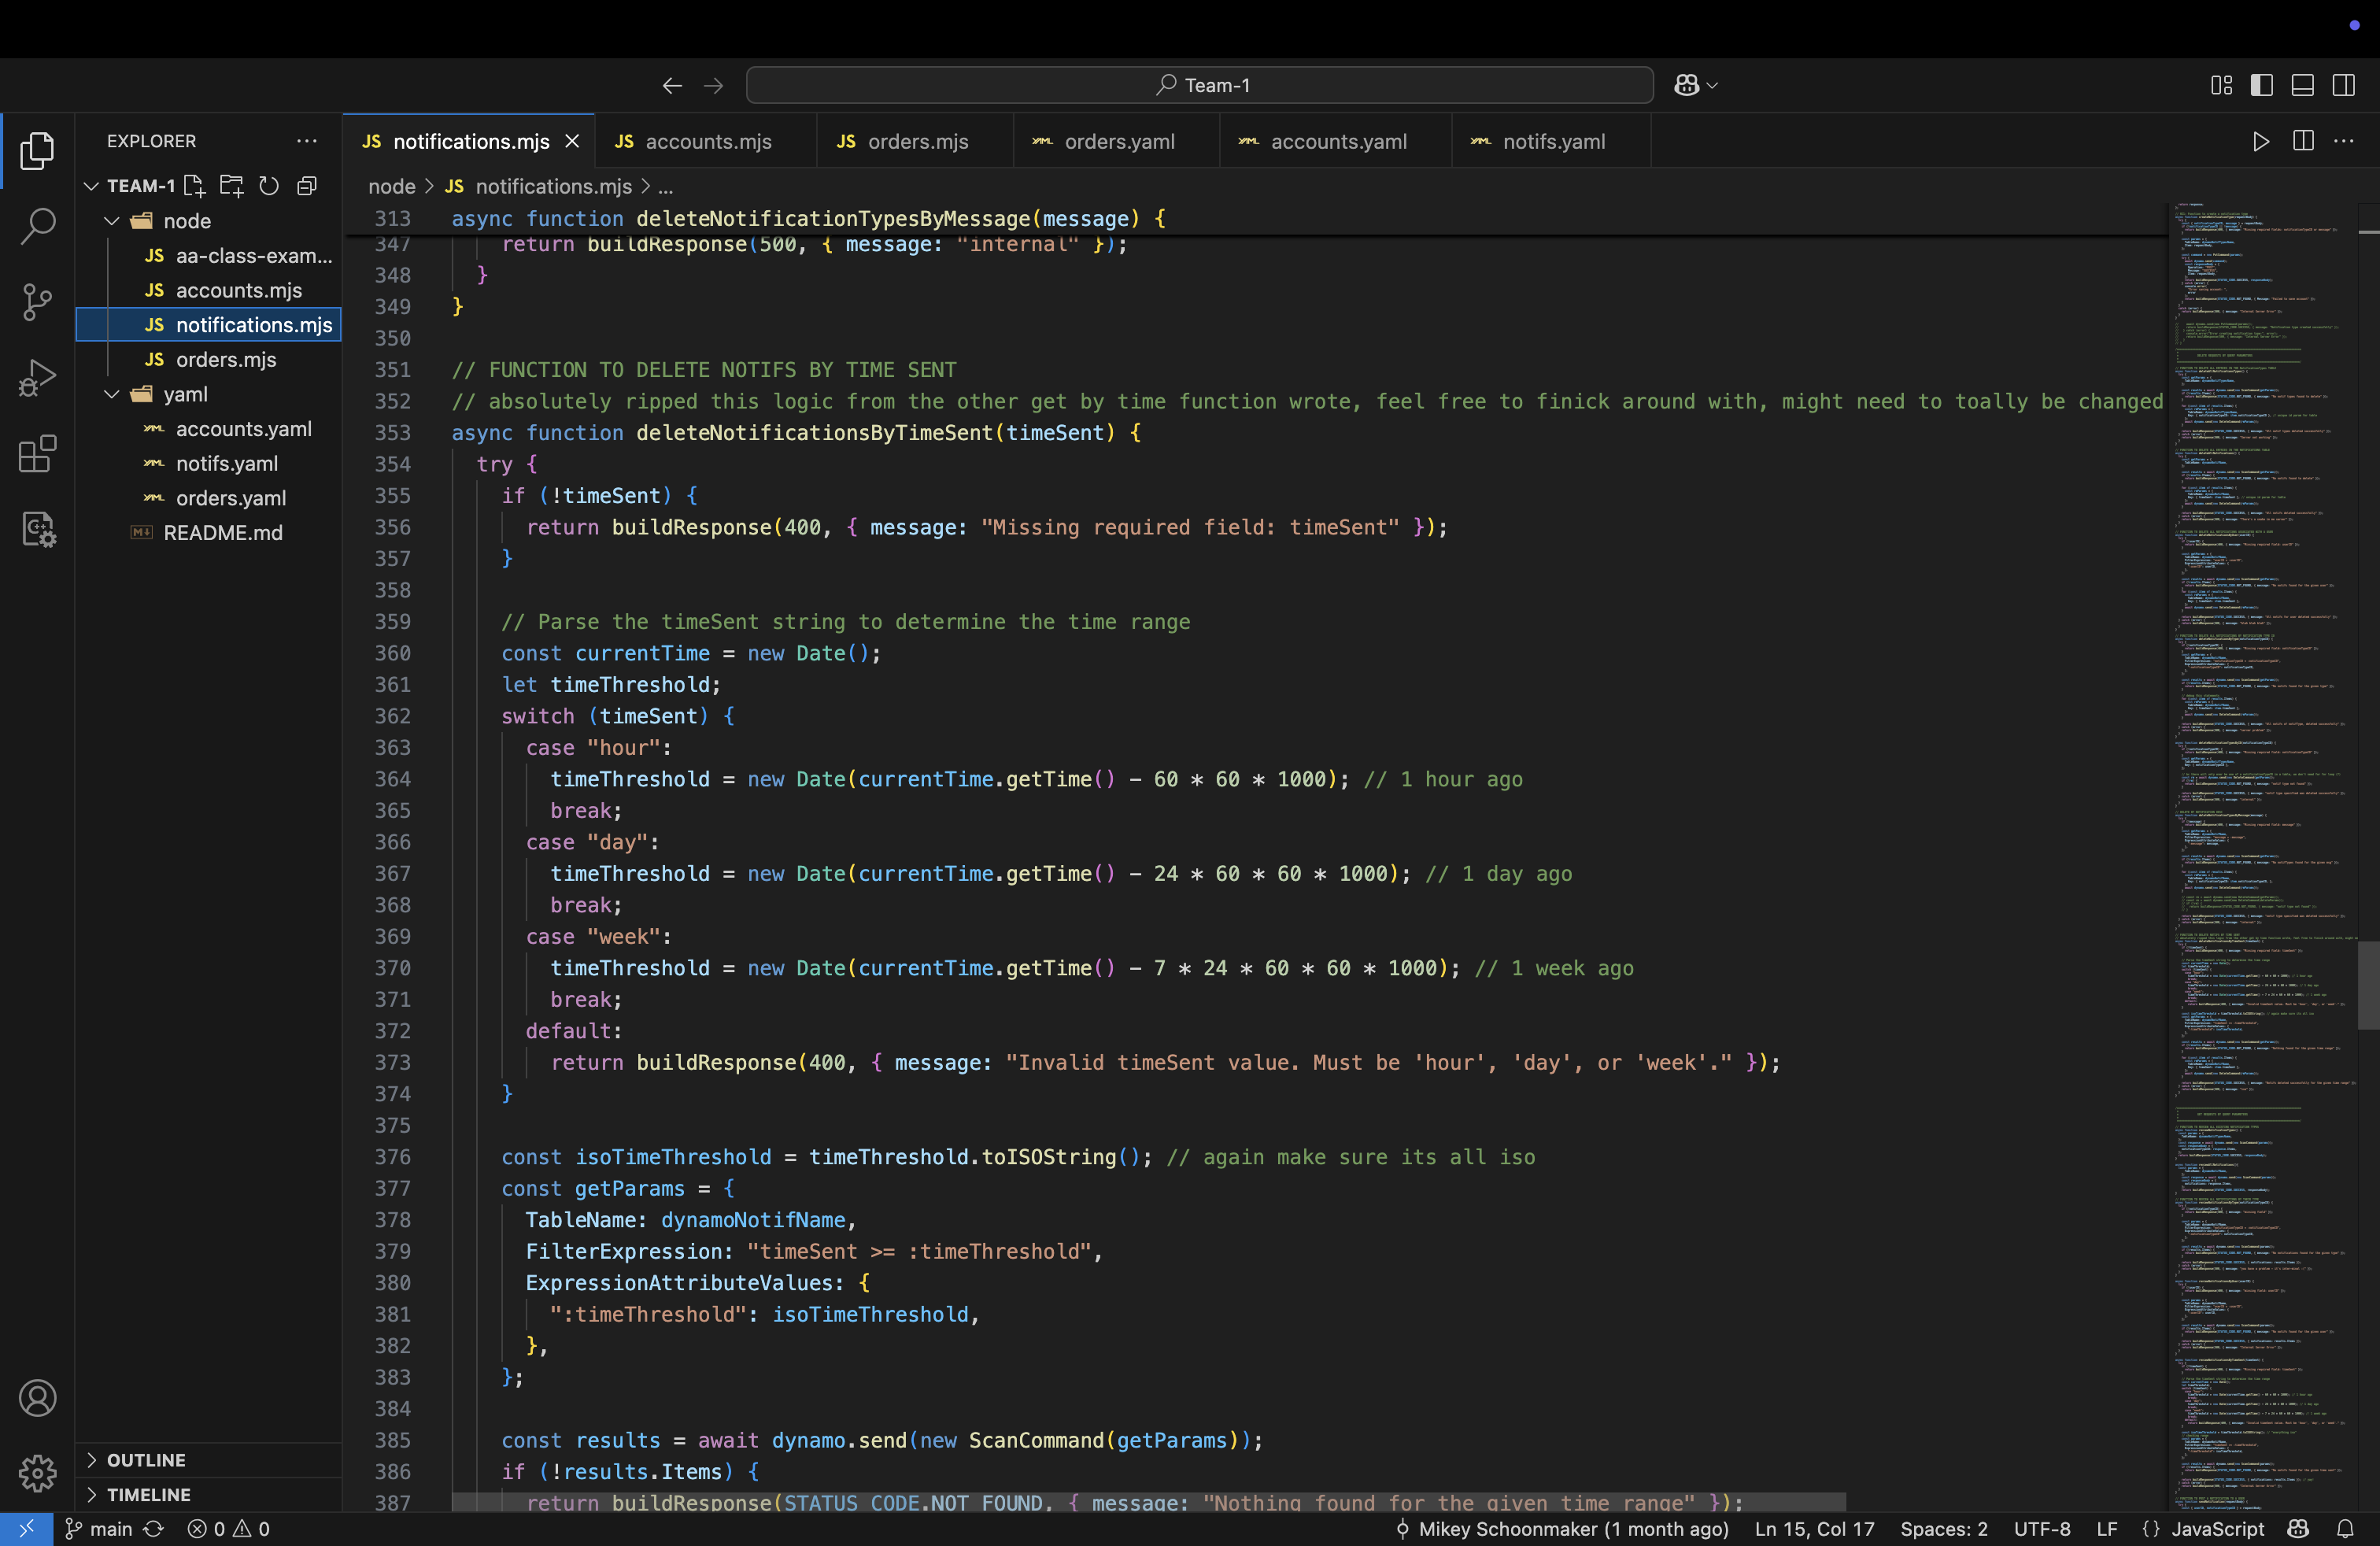 Team-1
EXPLORER
TEAM-1
node
JS aa-class-exam...
JS accounts.mjs
JS notifications.mjs
JS orders.mjs
yaml
YAML accounts.yaml
YAML notifs.yaml
YAML orders.yaml
README.md
OUTLINE
TIMELINE
JS notifications.mjs
JS accounts.mjs
JS orders.mjs
YAML orders.yaml
YAML accounts.yaml
YAML notifs.yaml
node > JS notifications.mjs > ...
313 async function deleteNotificationTypesByMessage(message) {
347 return buildResponse(500, { message: "internal" });
348 }
349 }
350
351 // FUNCTION TO DELETE NOTIFS BY TIME SENT
352 // absolutely ripped this logic from the other get by time function wrote, feel free to finick around with, might need to toally be changed
353 async function deleteNotificationsByTimeSent(timeSent) {
354 try {
355 if (!timeSent) {
356 return buildResponse(400, { message: "Missing required field: timeSent" });
357 }
358
359 // Parse the timeSent string to determine the time range
360 const currentTime = new Date();
361 let timeThreshold;
362 switch (timeSent) {
363 case "hour":
364 timeThreshold = new Date(currentTime.getTime() - 60 * 60 * 1000); // 1 hour ago
365 break;
366 case "day":
367 timeThreshold = new Date(currentTime.getTime() - 24 * 60 * 60 * 1000); // 1 day ago
368 break;
369 case "week":
370 timeThreshold = new Date(currentTime.getTime() - 7 * 24 * 60 * 60 * 1000); // 1 week ago
371 break;
372 default:
373 return buildResponse(400, { message: "Invalid timeSent value. Must be 'hour', 'day', or 'week'." });
374 }
375
376 const isoTimeThreshold = timeThreshold.toISOString(); // again make sure its all iso
377 const getParams = {
378 TableName: dynamoNotifName,
379 FilterExpression: "timeSent >= :timeThreshold",
380 ExpressionAttributeValues: {
381 ":timeThreshold": isoTimeThreshold,
382 },
383 };
384
385 const results = await dynamo.send(new ScanCommand(getParams));
386 if (!results.Items) {
387 return buildResponse(STATUS_CODE.NOT_FOUND, { message: "Nothing found for the given time range" });
main
0
0
Mikey Schoonmaker (1 month ago)
Ln 15, Col 17
Spaces: 2
UTF-8
LF
{} JavaScript